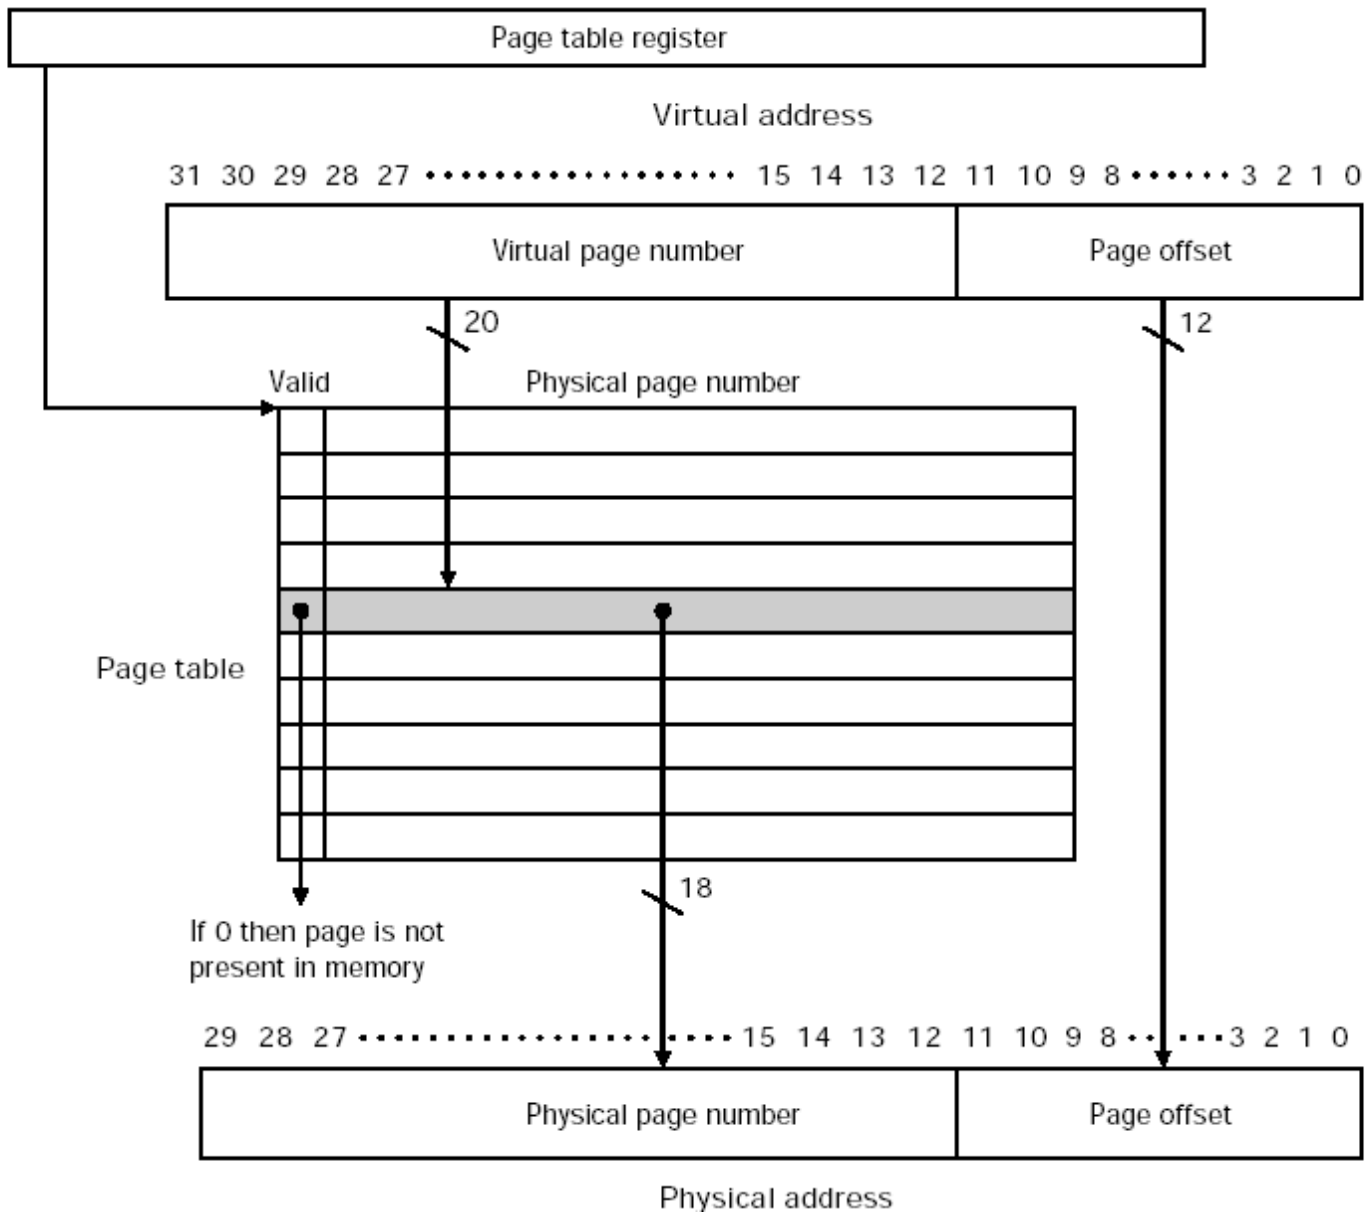 Page table register
Virtual address
31 30 29 28 27 ·················· 15 14 13 12 11 10 9 8 ······ 3 2 1 0
Virtual page number Page offset
20 12
Valid Physical page number
Page table
18
If 0 then page is not
present in memory
29 28 27 ······················ 15 14 13 12 11 10 9 8 ······ 3 2 1 0
Physical page number Page offset
Physical address